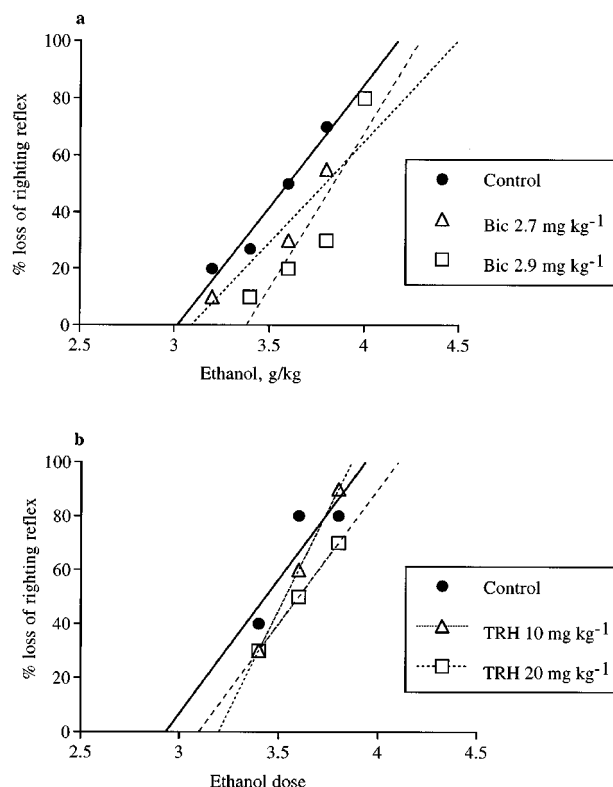 a
100
80
60
40
20
0
% loss of righting reflex
2.5 3 3.5 4 4.5
Ethanol, g/kg
Control
Bic 2.7 mg kg-1
Bic 2.9 mg kg-1
b
100
80
60
40
20
0
% loss of righting reflex
2.5 3 3.5 4 4.5
Ethanol dose
Control
TRH 10 mg kg-1
TRH 20 mg kg-1